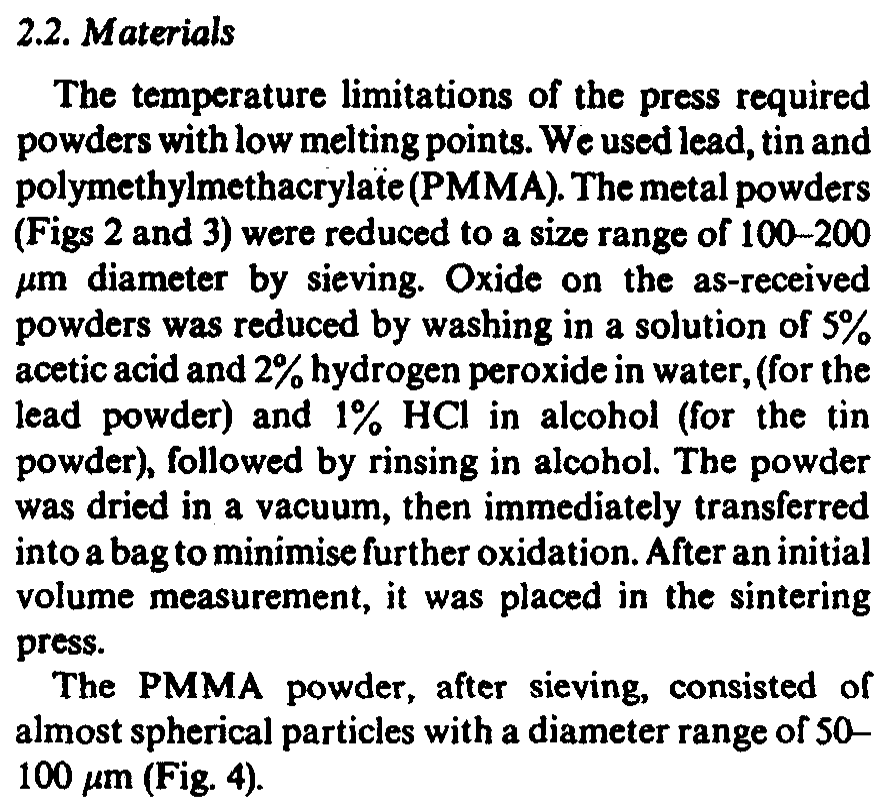 2.2. Materials
The temperature limitations of the press required
powders with low melting points. We used lead, tin and
polymethylmethacrylate (PMMA). The metal powders
(Figs 2 and 3) were reduced to a size range of 100–200
μm diameter by sieving. Oxide on the as-received
powders was reduced by washing in a solution of 5%
acetic acid and 2% hydrogen peroxide in water, (for the
lead powder) and 1% HCl in alcohol (for the tin
powder), followed by rinsing in alcohol. The powder
was dried in a vacuum, then immediately transferred
into a bag to minimise further oxidation. After an initial
volume measurement, it was placed in the sintering
press.
The PMMA powder, after sieving, consisted of
almost spherical particles with a diameter range of 50–
100 μm (Fig. 4).